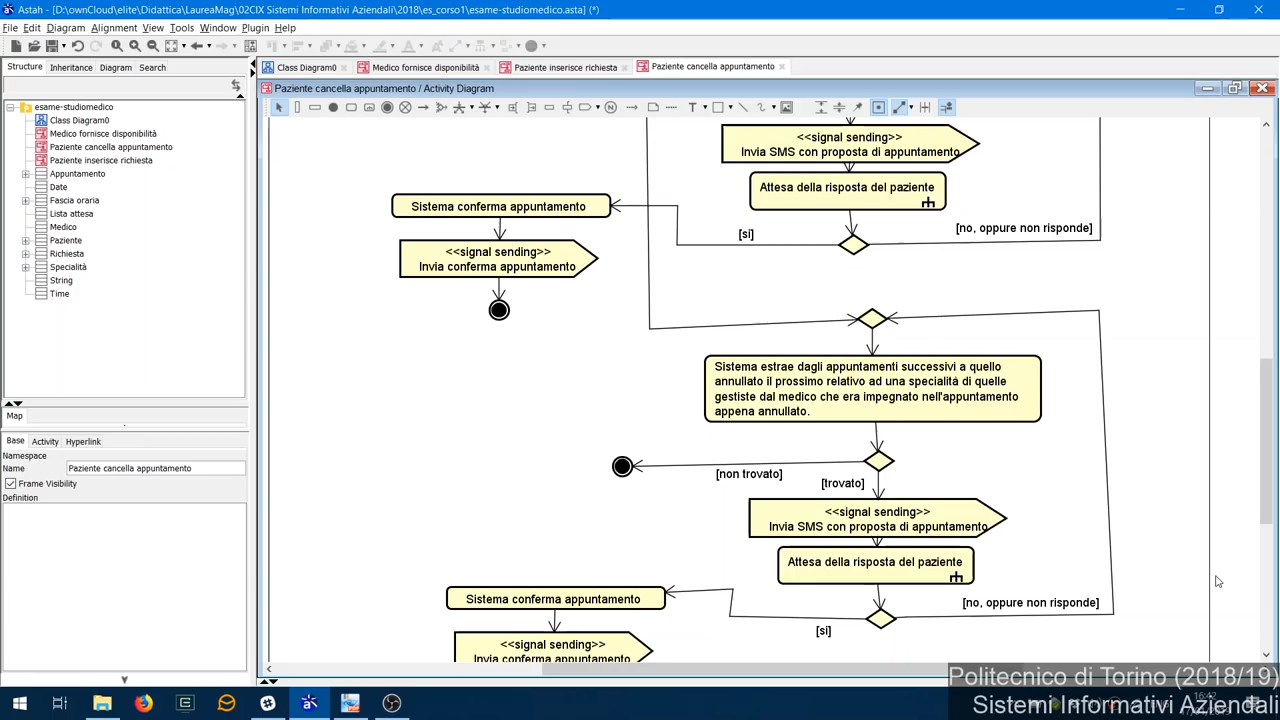 Astah - [D:\ownCloud\elite\Didattica\LaureaMag\02CIX Sistemi Informativi Aziendali\2018\es_corso1\esame-studiomedico.asta] (*)
File Edit Diagram Alignment View Tools Window Plugin Help
Structure Inheritance Diagram Search
Class Diagram0 Medico fornisce disponibilità Paziente inserisce richiesta Paziente cancella appuntamento
Paziente cancella appuntamento / Activity Diagram
esame-studiomedico
Class Diagram0
Medico fornisce disponibilità
Paziente cancella appuntamento
Paziente inserisce richiesta
Appuntamento
Date
Fascia oraria
Lista attesa
Medico
Paziente
Richiesta
Specialità
String
Time
Map
Base Activity Hyperlink
Namespace
Name Paziente cancella appuntamento
Frame Visibility
Definition
<<signal sending>>
Invia SMS con proposta di appuntamento
Attesa della risposta del paziente
Sistema conferma appuntamento
[si]
[no, oppure non risponde]
<<signal sending>>
Invia conferma appuntamento
Sistema estrae dagli appuntamenti successivi a quello
annullato il prossimo relativo ad una specialità di quelle
gestiste dal medico che era impegnato nell'appuntamento
appena annullato.
[non trovato]
[trovato]
<<signal sending>>
Invia SMS con proposta di appuntamento
Attesa della risposta del paziente
Sistema conferma appuntamento
[no, oppure non risponde]
[si]
<<signal sending>>
Invia conferma appuntamento
Politecnico di Torino (2018/19)
Sistemi Informativi Aziendali
16:42